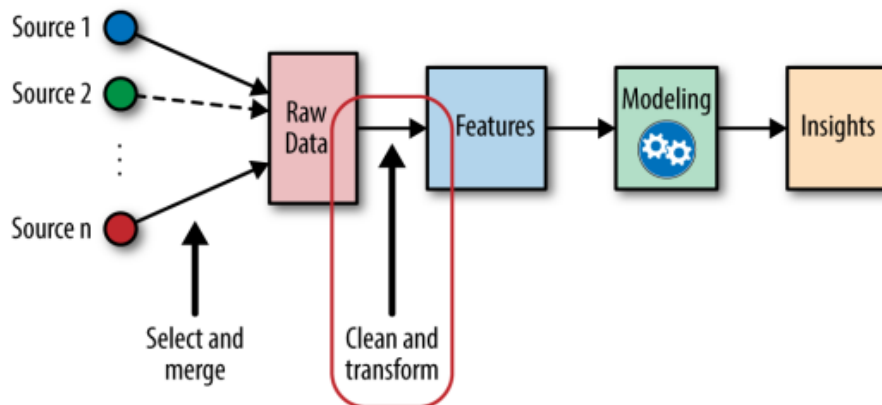 Source 1
Source 2
Source n
Raw
Data
Features
Modeling
Insights
Select and
merge
Clean and
transform